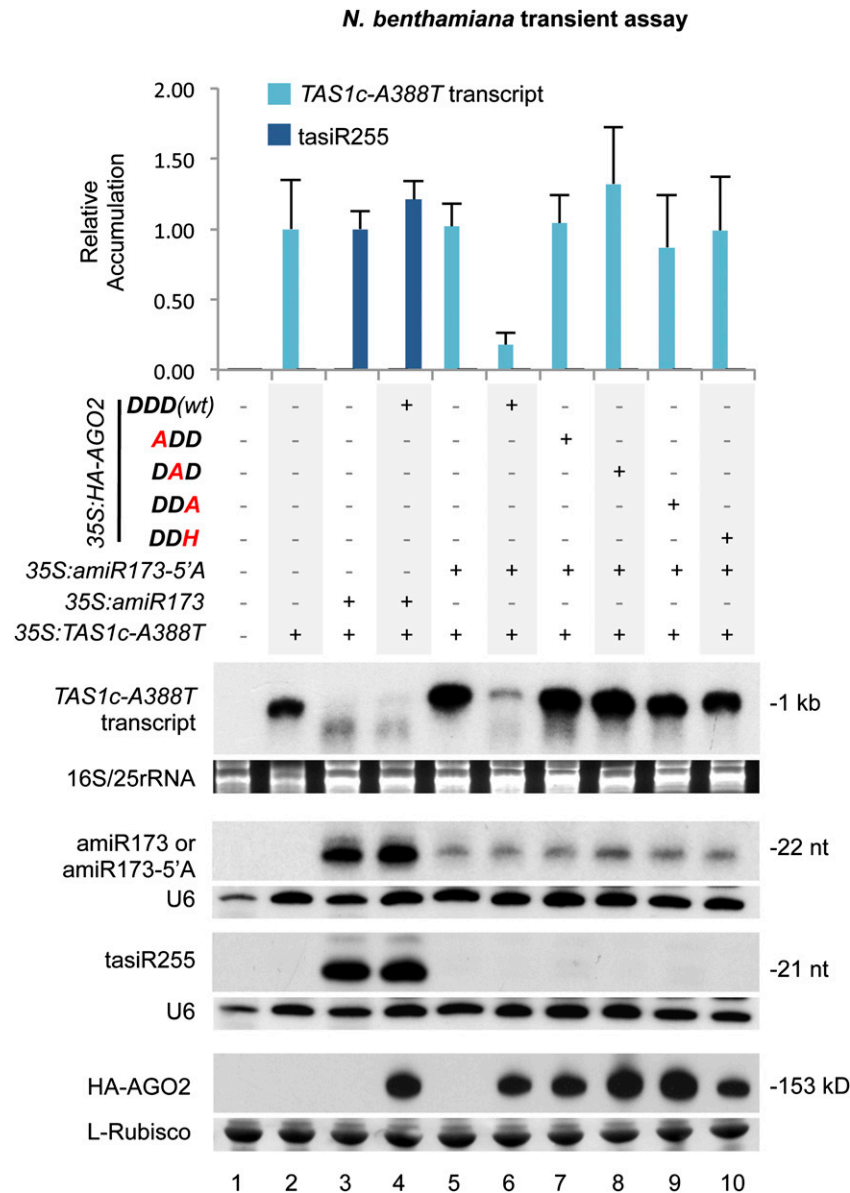 N. benthamiana transient assay
2.00
1.50
1.00
0.50
0.00
Relative
Accumulation
TAS1c-A388T transcript
tasiR255
35S:HA-AGO2
DDD(wt) - - - + - + - - - -
ADD - - - - - - + - - -
DAD - - - - - - - + - -
DDA - - - - - - - - + -
DDH - - - - - - - - - +
35S:amiR173-5'A - - - - + + + + + +
35S:amiR173 - - + + - - - - - -
35S:TAS1c-A388T - + + + + + + + + +
TAS1c-A388T
transcript
-1 kb
16S/25rRNA
amiR173 or
amiR173-5'A
-22 nt
U6
tasiR255
-21 nt
U6
HA-AGO2
-153 kD
L-Rubisco
1 2 3 4 5 6 7 8 9 10